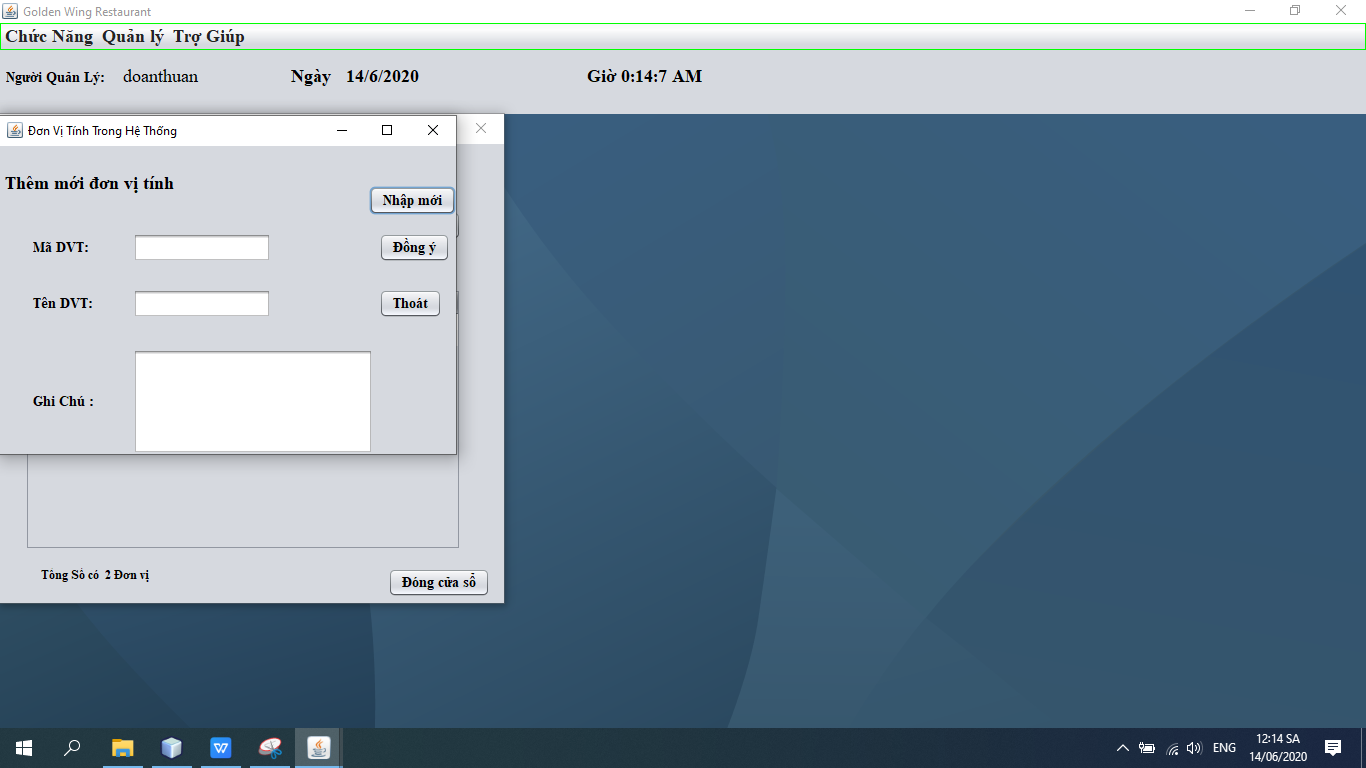 Golden Wing Restaurant
Chức Năng Quản lý Trợ Giúp
Người Quản Lý: doanthuan Ngày 14/6/2020 Giờ 0:14:7 AM
Đơn Vị Tính Trong Hệ Thống
Thêm mới đơn vị tính
Nhập mới
Mã DVT:
Đồng ý
Tên DVT:
Thoát
Ghi Chú :
Tổng Số có 2 Đơn vị
Đóng cửa sổ
ENG
12:14 SA
14/06/2020